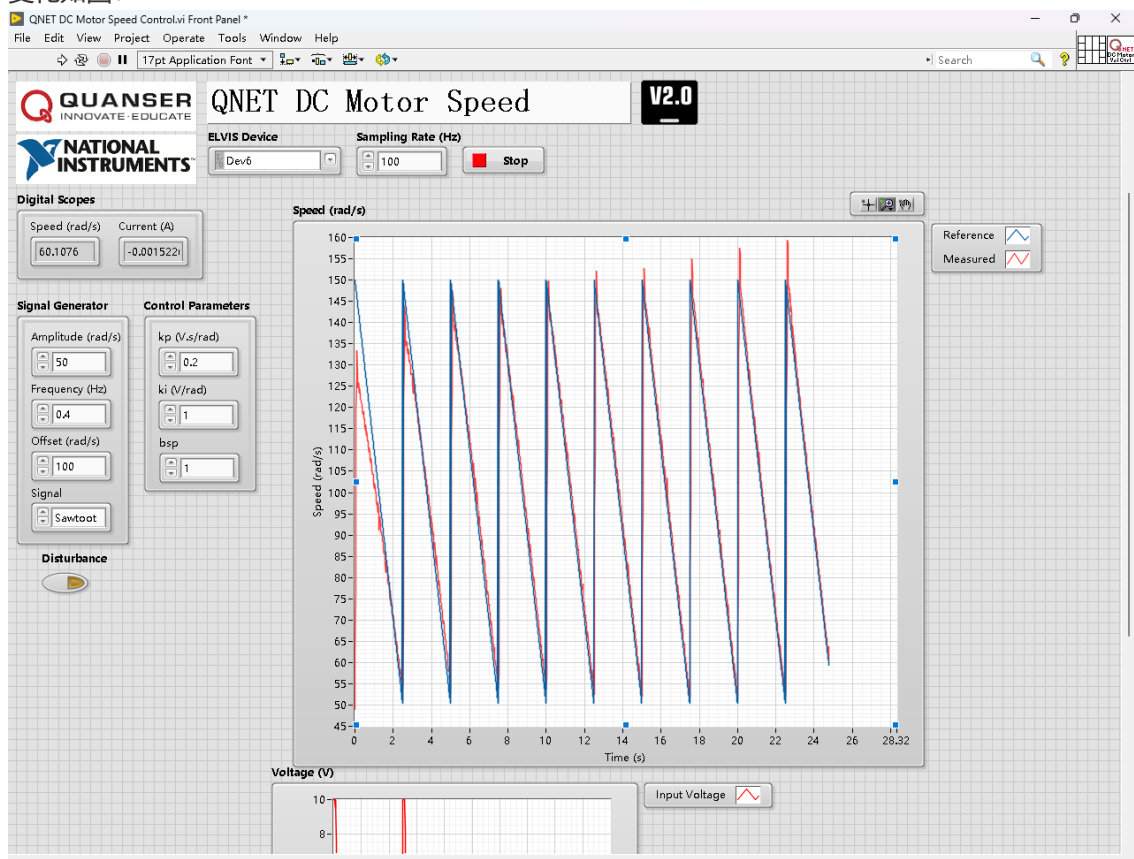 变化如图:
QNET DC Motor Speed Control.vi Front Panel *
File Edit View Project Operate Tools Window Help
17pt Application Font
Search
QNET
DC Motor
QUANSER
INNOVATE·EDUCATE
QNET DC Motor Speed
V2.0
NATIONAL
INSTRUMENTS
ELVIS Device
Sampling Rate (Hz)
Dev6
100
Stop
Digital Scopes
Speed (rad/s) Current (A)
60.1076
-0.001522
Signal Generator
Amplitude (rad/s)
50
Frequency (Hz)
0.4
Offset (rad/s)
100
Signal
Sawtoot
Disturbance
Control Parameters
kp (V.s/rad)
0.2
ki (V/rad)
1
bsp
1
Speed (rad/s)
Reference
Measured
160
155
150
145
140
135
130
125
120
115
110
105
100
95
90
85
80
75
70
65
60
55
50
45
Speed (rad/s)
0 2 4 6 8 10 12 14 16 18 20 22 24 26 28.32
Time (s)
Voltage (V)
10
8
Input Voltage